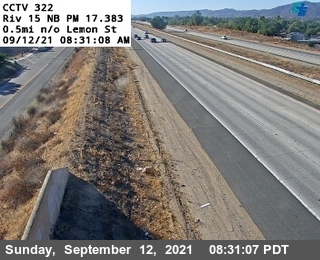 CCTV 322
Riv 15 NB PM 17.383
0.5mi n/o Lemon St
09/12/21 08:31:08 AM
Sunday, September 12, 2021 08:31:07 PDT